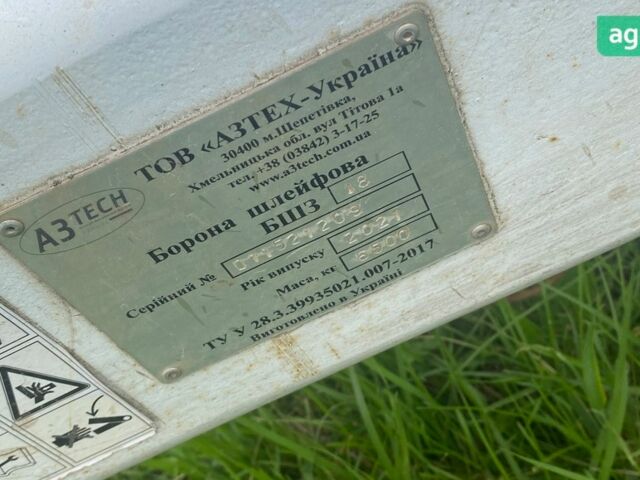 ag
ТОВ «АЗТЕХ-Україна»
30400 м.Шепетівка,
Хмельницька обл. вул Тітова 1а
тел. +38 (03842) 3-17-25
www.a3tech.com.ua
АЗTECH
Борона шлейфова
БШЗ 18
Серійний №
Рік випуску 2021
Маса, кг 6500
ТУ У 28.3.39935021.007-2017
Виготовлено в Україні